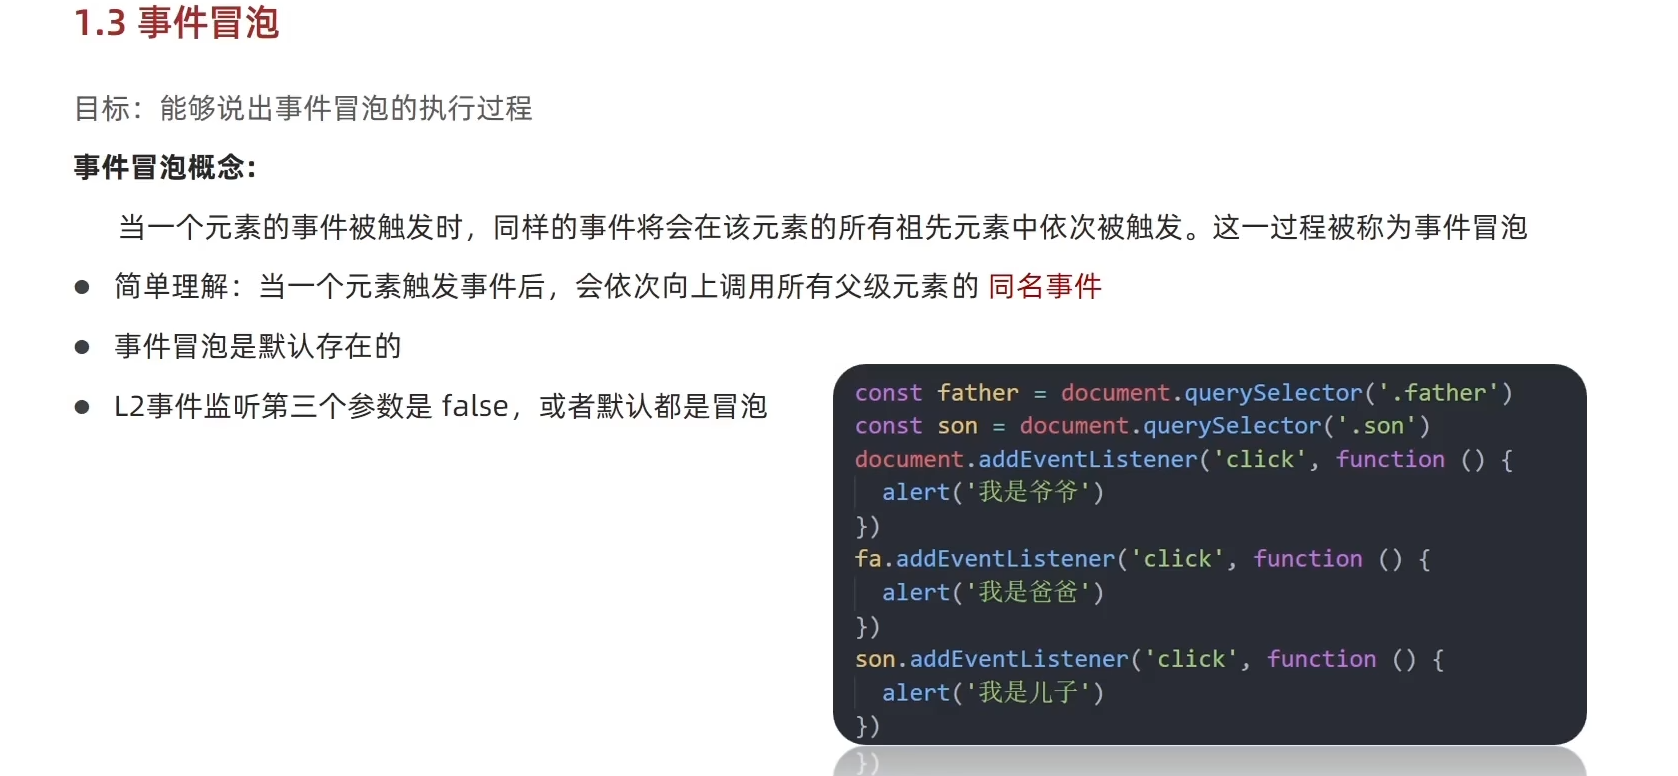 1.3 事件冒泡
目标：能够说出事件冒泡的执行过程
事件冒泡概念：
当一个元素的事件被触发时，同样的事件将会在该元素的所有祖先元素中依次被触发。这一过程被称为事件冒泡
● 简单理解：当一个元素触发事件后，会依次向上调用所有父级元素的 同名事件
● 事件冒泡是默认存在的
● L2事件监听第三个参数是 false，或者默认都是冒泡
const father = document.querySelector('.father')
const son = document.querySelector('.son')
document.addEventListener('click', function () {
  alert('我是爷爷')
})
fa.addEventListener('click', function () {
  alert('我是爸爸')
})
son.addEventListener('click', function () {
  alert('我是儿子')
})